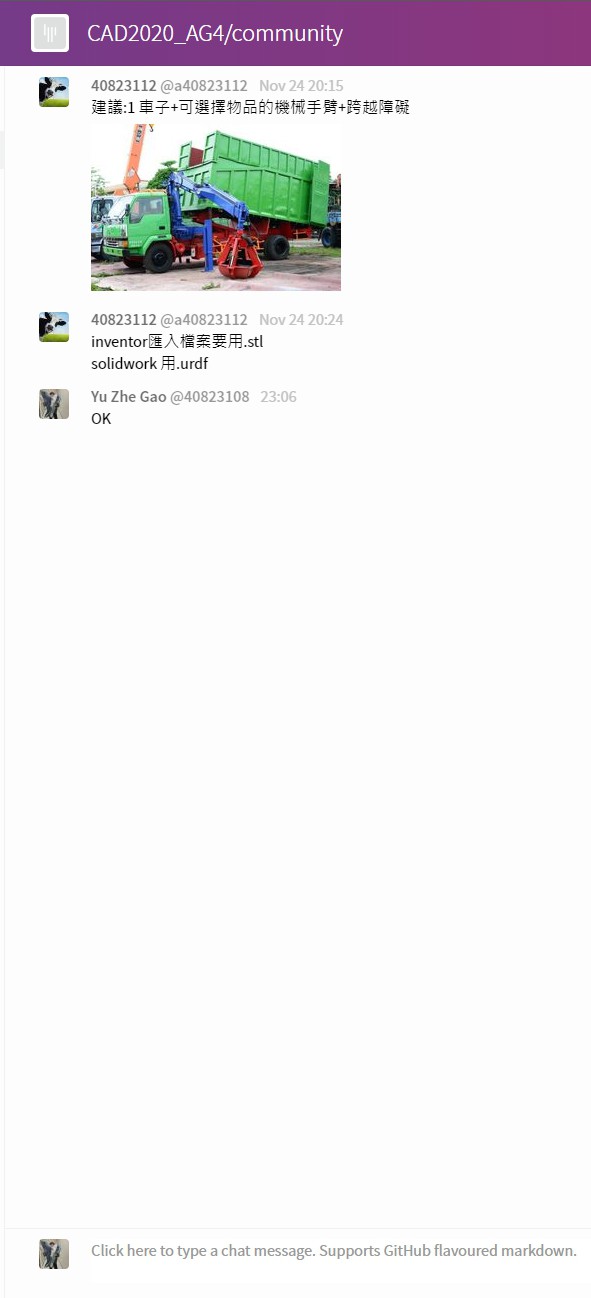 CAD2020_AG4/community
40823112 @a40823112 Nov 24 20:15
建議:1 車子+可選擇物品的機械手臂+跨越障礙
40823112 @a40823112 Nov 24 20:24
inventor匯入檔案要用.stl
solidwork 用.urdf
Yu Zhe Gao @40823108 23:06
OK
Click here to type a chat message. Supports GitHub flavoured markdown.